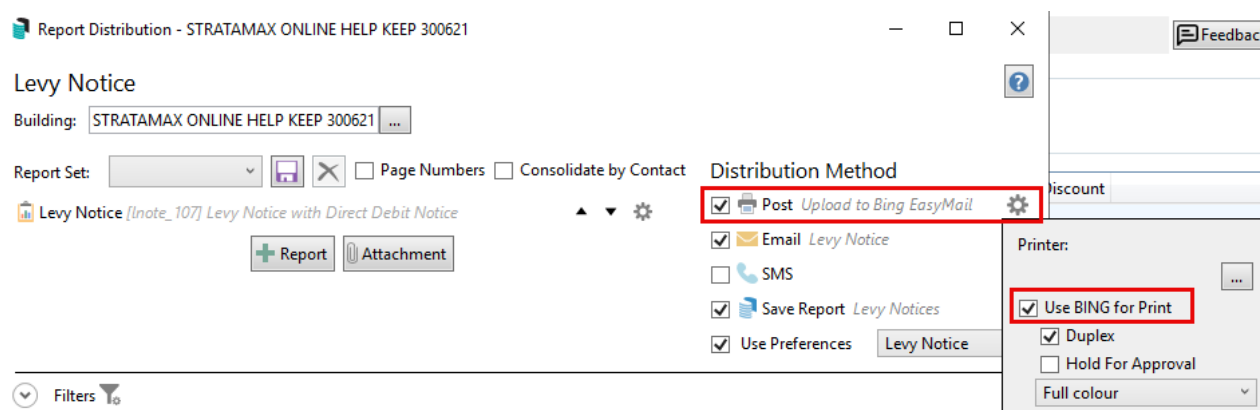 Report Distribution - STRATAMAX ONLINE HELP KEEP 300621
Feedbac
Levy Notice
Building: STRATAMAX ONLINE HELP KEEP 300621 ...
Report Set: Page Numbers Consolidate by Contact
Levy Notice [lnote_107] Levy Notice with Direct Debit Notice
Report Attachment
Distribution Method
Post Upload to Bing EasyMail
Email Levy Notice
SMS
Save Report Levy Notices
Use Preferences Levy Notice
Discount
Printer:
...
Use BING for Print
Duplex
Hold For Approval
Full colour
Filters